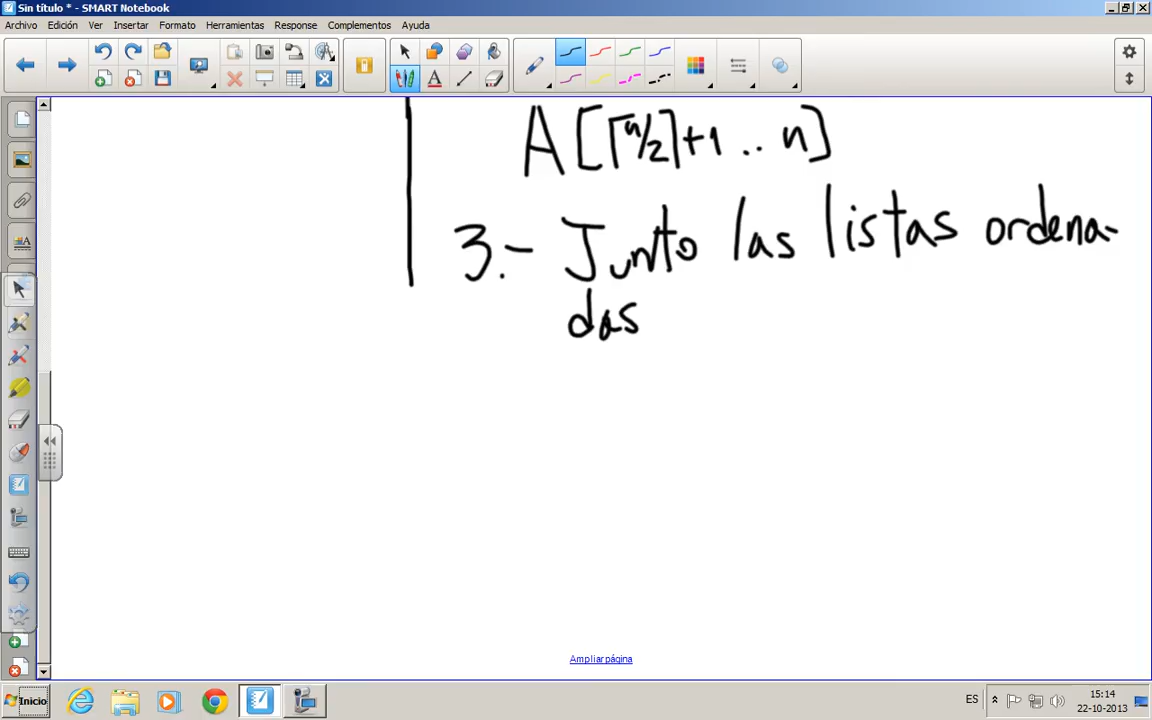 Sin título * - SMART Notebook
Archivo Edición Ver Insertar Formato Herramientas Response Complementos Ayuda
A[⌈n/2⌉+1 .. n]
3.- Junto las listas ordena-
das
Ampliar página
Inicio
ES
15:14
22-10-2013